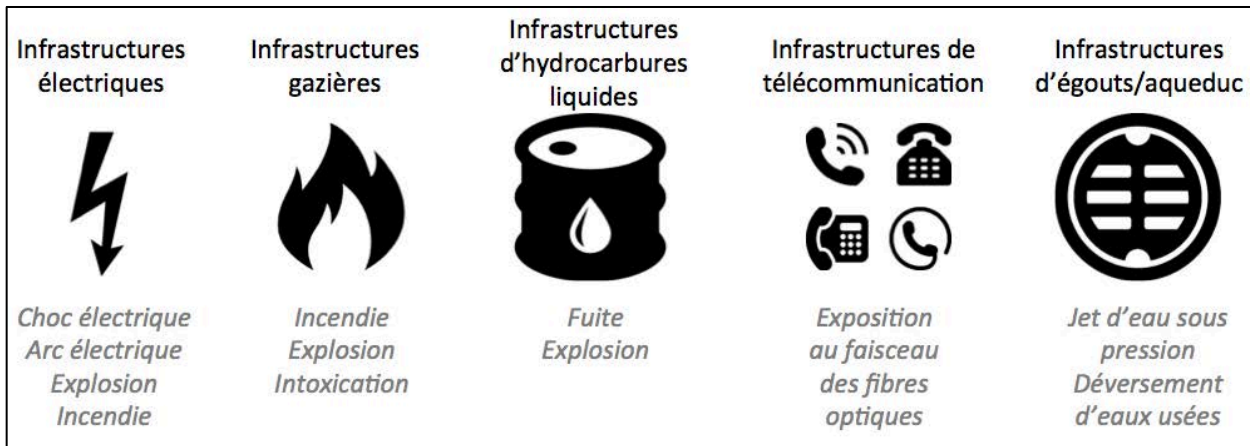 Infrastructures
électriques
Infrastructures
gazières
Infrastructures
d’hydrocarbures
liquides
Infrastructures de
télécommunication
Infrastructures
d’égouts/aqueduc
Choc électrique
Arc électrique
Explosion
Incendie
Incendie
Explosion
Intoxication
Fuite
Explosion
Exposition
au faisceau
des fibres
optiques
Jet d’eau sous
pression
Déversement
d’eaux usées